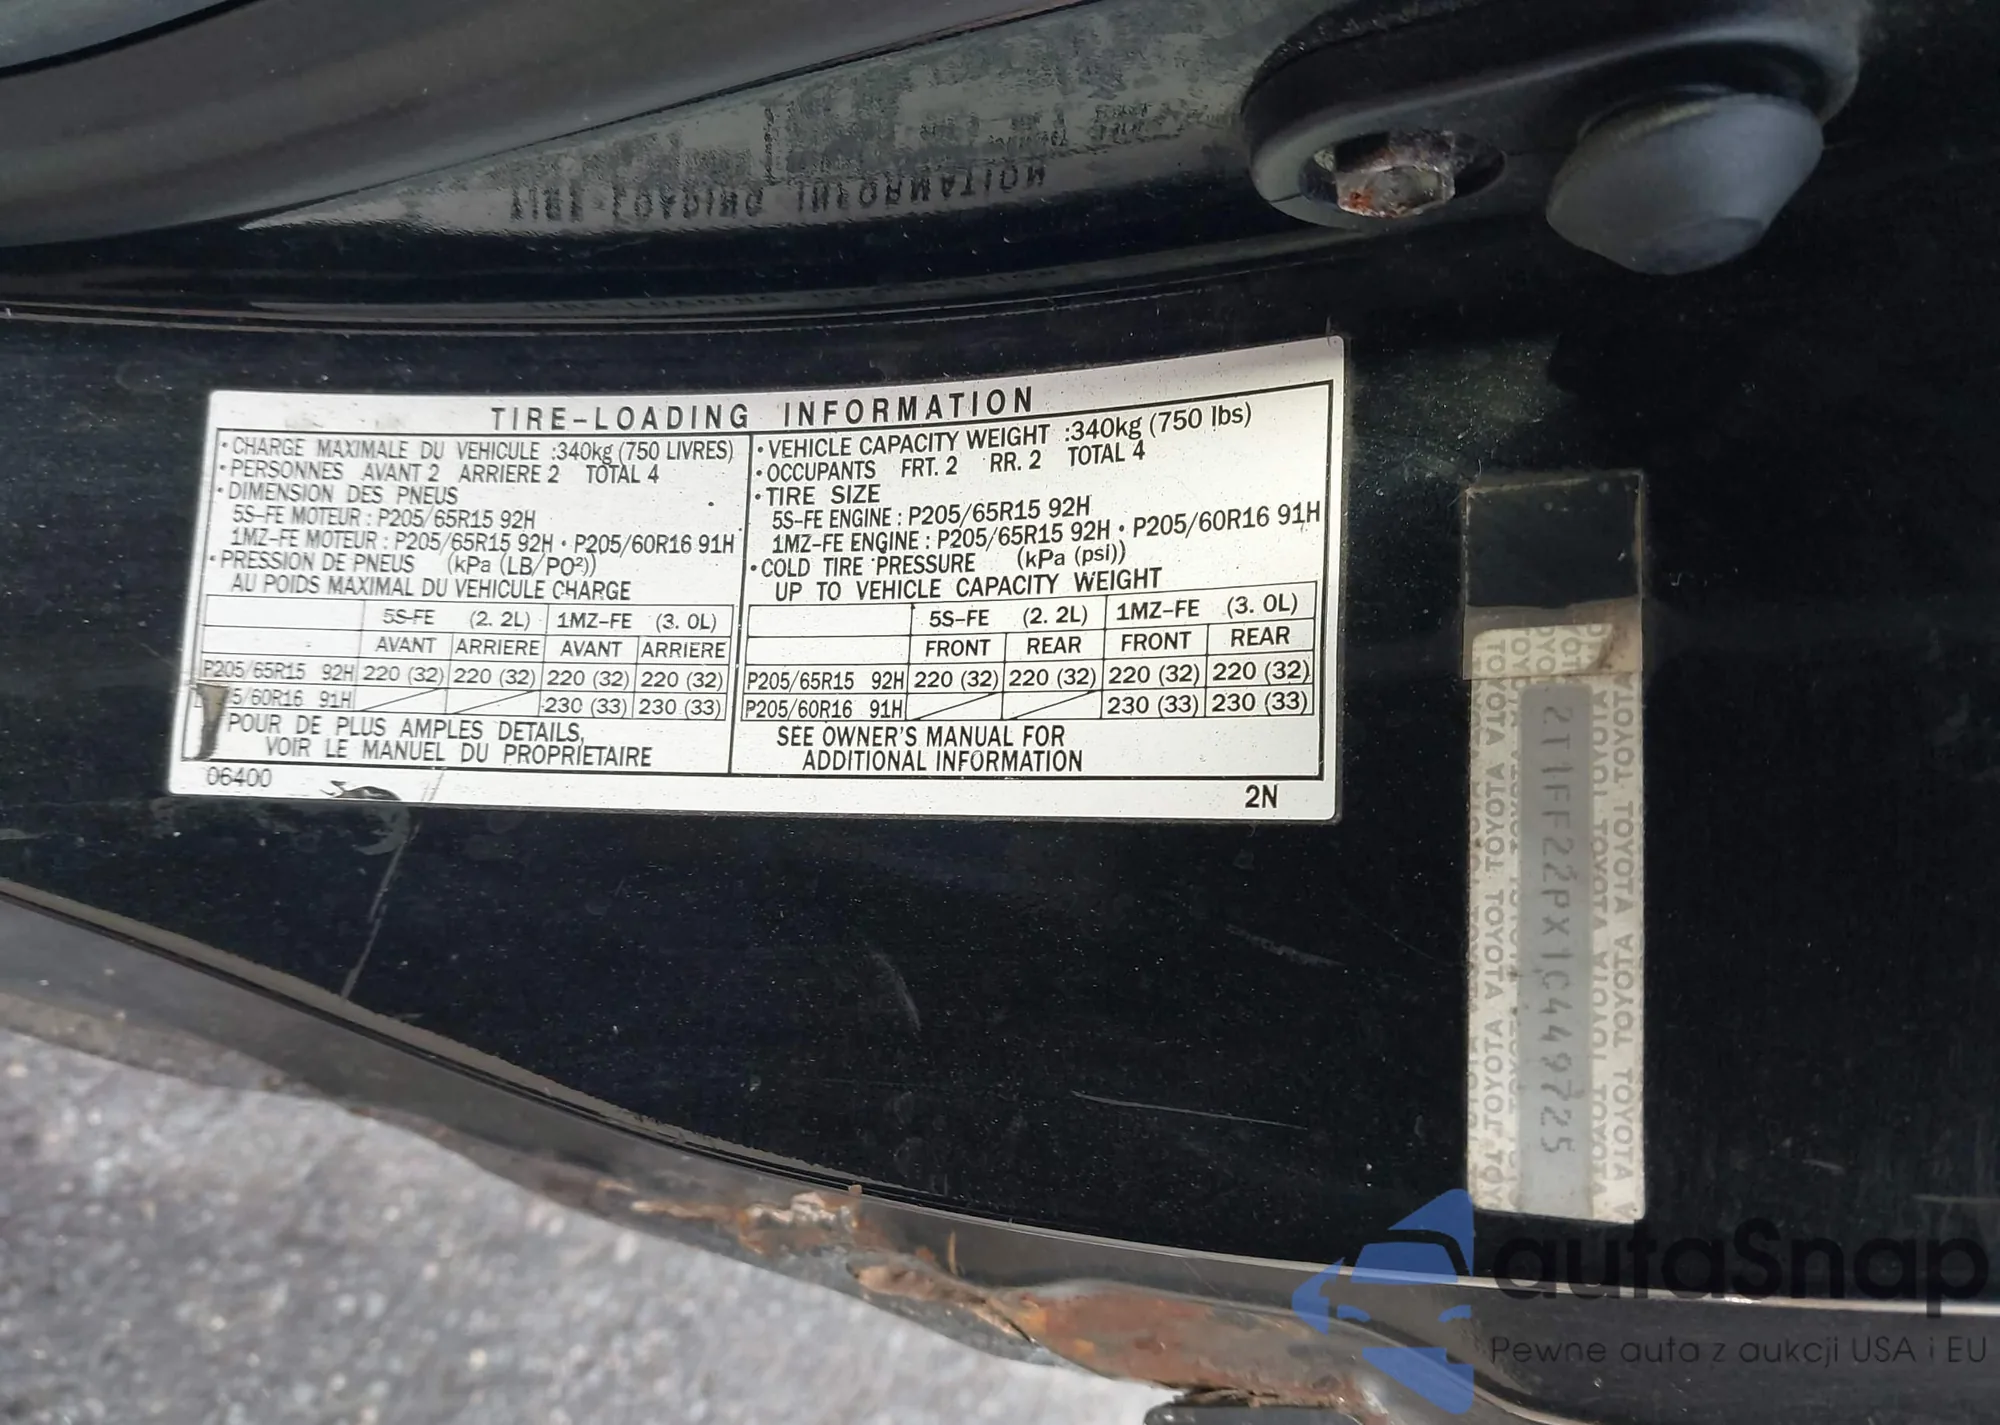 TIRE-LOADING INFORMATION
•CHARGE MAXIMALE DU VEHICULE :340kg (750 LIVRES)
•PERSONNES AVANT 2 ARRIERE 2 TOTAL 4
•DIMENSION DES PNEUS
5S-FE MOTEUR : P205/65R15 92H
1MZ-FE MOTEUR : P205/65R15 92H • P205/60R16 91H
•PRESSION DE PNEUS (kPa (LB/PO²))
AU POIDS MAXIMAL DU VEHICULE CHARGE
5S-FE (2. 2L) 1MZ-FE (3. 0L)
AVANT ARRIERE AVANT ARRIERE
P205/65R15 92H 220 (32) 220 (32) 220 (32) 220 (32)
5/60R16 91H 230 (33) 230 (33)
POUR DE PLUS AMPLES DETAILS,
VOIR LE MANUEL DU PROPRIETAIRE
06400
•VEHICLE CAPACITY WEIGHT :340kg (750 lbs)
•OCCUPANTS FRT. 2 RR. 2 TOTAL 4
•TIRE SIZE
5S-FE ENGINE : P205/65R15 92H
1MZ-FE ENGINE : P205/65R15 92H • P205/60R16 91H
•COLD TIRE PRESSURE (kPa (psi))
UP TO VEHICLE CAPACITY WEIGHT
5S-FE (2. 2L) 1MZ-FE (3. 0L)
FRONT REAR FRONT REAR
P205/65R15 92H 220 (32) 220 (32) 220 (32) 220 (32)
P205/60R16 91H 230 (33) 230 (33)
SEE OWNER'S MANUAL FOR
ADDITIONAL INFORMATION
2N
2T1FF22PX1C449725
TOYOTA TOYOTA TOYOTA TOYOTA
autaSnap
Pewne auta z aukcji USA i EU